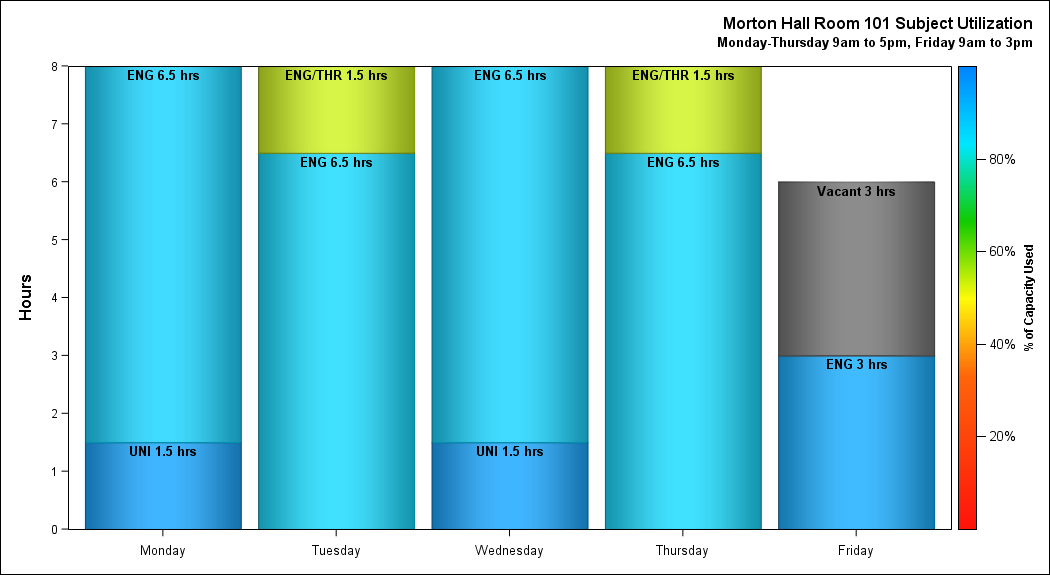 Morton Hall Room 101 Subject Utilization
Monday-Thursday 9am to 5pm, Friday 9am to 3pm
Hours
8
7
6
5
4
3
2
1
0
ENG 6.5 hrs
UNI 1.5 hrs
ENG/THR 1.5 hrs
ENG 6.5 hrs
ENG 6.5 hrs
UNI 1.5 hrs
ENG/THR 1.5 hrs
ENG 6.5 hrs
Vacant 3 hrs
ENG 3 hrs
Monday
Tuesday
Wednesday
Thursday
Friday
80%
60%
40%
20%
% of Capacity Used